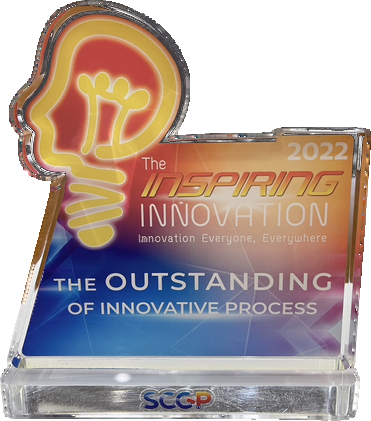 2022
The
INSPIRING
INNOVATION
Innovation Everyone, Everywhere
THE OUTSTANDING
OF INNOVATIVE PROCESS
SCGP